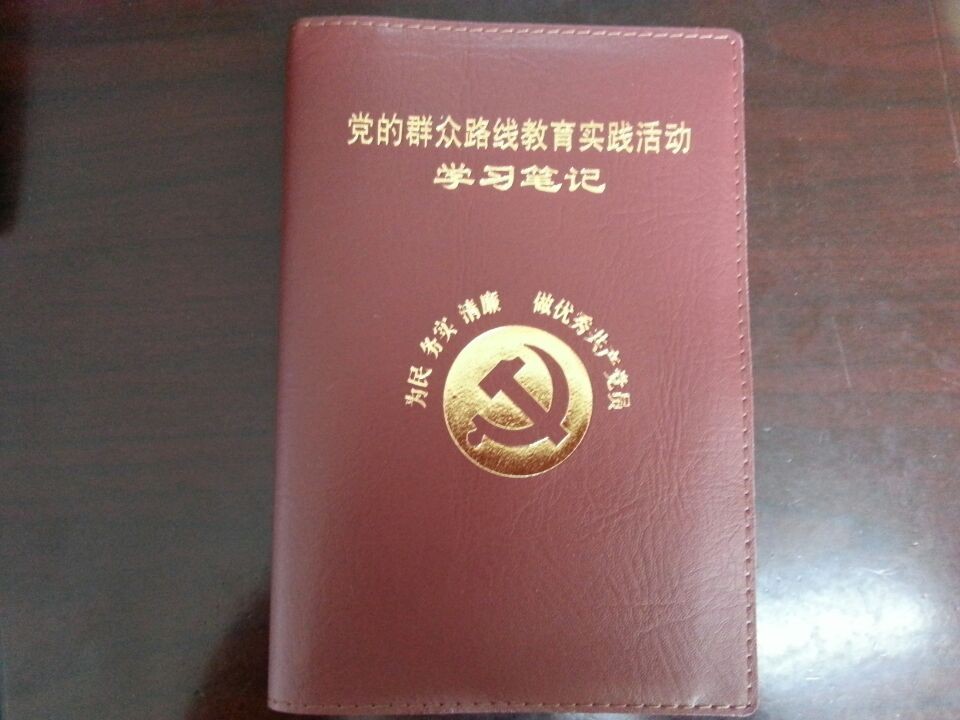 党的群众路线教育实践活动
学习笔记
为民 务实 清廉 做优秀共产党员